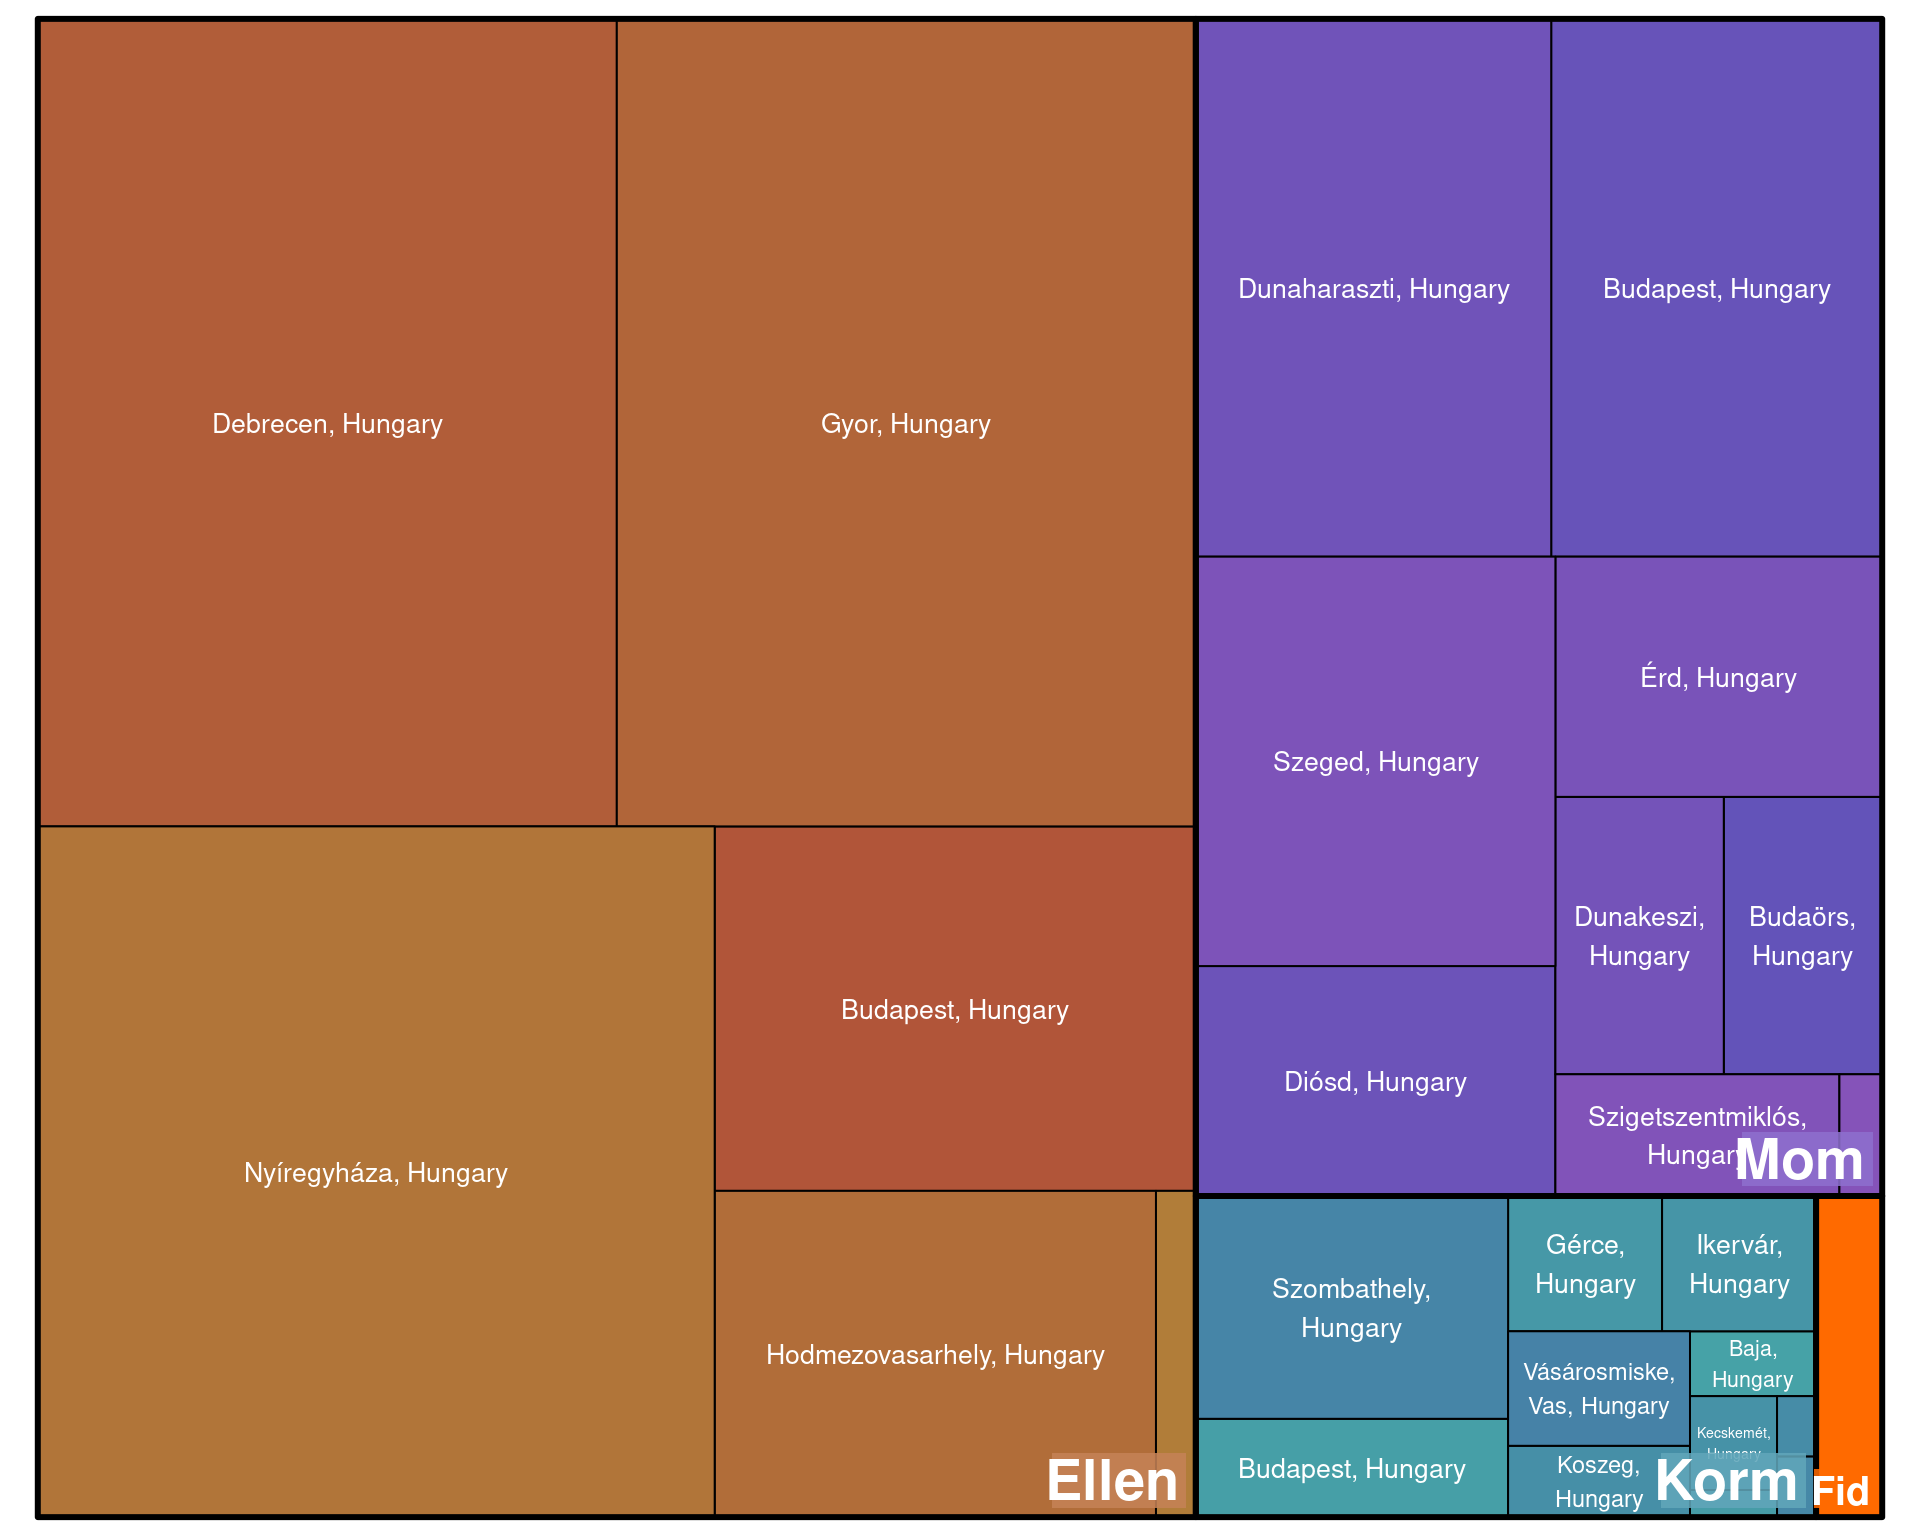 Debrecen, Hungary
Gyor, Hungary
Nyíregyháza, Hungary
Budapest, Hungary
Hodmezovasarhely, Hungary
Ellen
Dunaharaszti, Hungary
Budapest, Hungary
Szeged, Hungary
Érd, Hungary
Diósd, Hungary
Dunakeszi,
Hungary
Budaörs,
Hungary
Szigetszentmiklós,
Hungary
Mom
Szombathely,
Hungary
Budapest, Hungary
Gérce,
Hungary
Ikervár,
Hungary
Vásárosmiske,
Vas, Hungary
Baja,
Hungary
Kecskemét,
Hungary
Koszeg,
Hungary
Korm
Fid